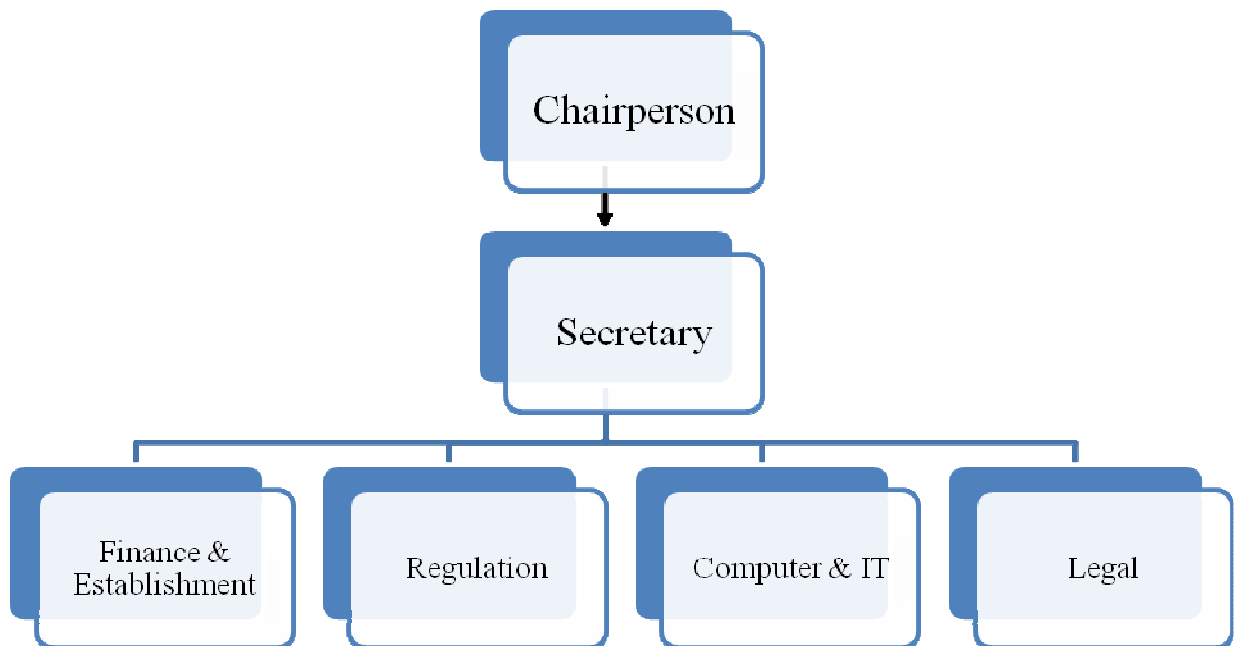 Chairperson
Secretary
Finance &
Establishment
Regulation
Computer & IT
Legal